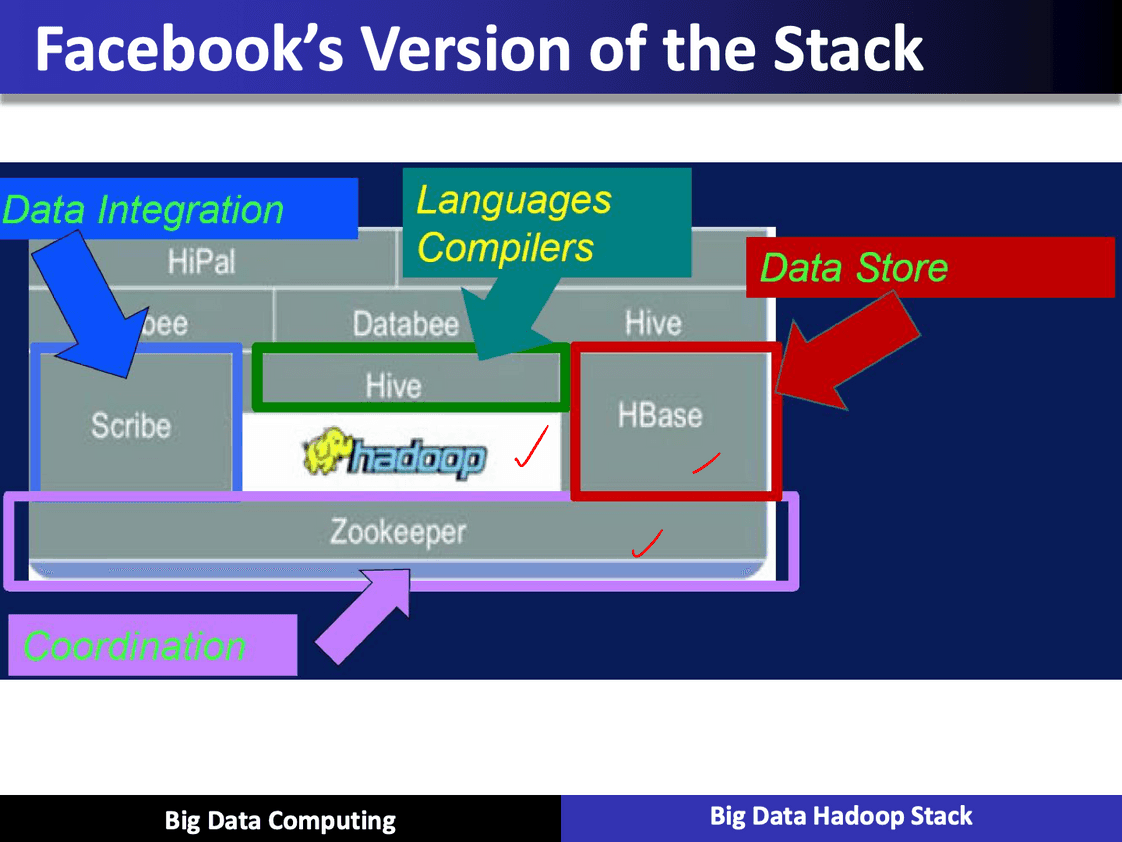 Facebook's Version of the Stack
Data Integration
Languages
Compilers
Data Store
HiPal
Databee
Hive
Hive
Scribe
HBase
hadoop
Zookeeper
Coordination
Big Data Computing
Big Data Hadoop Stack